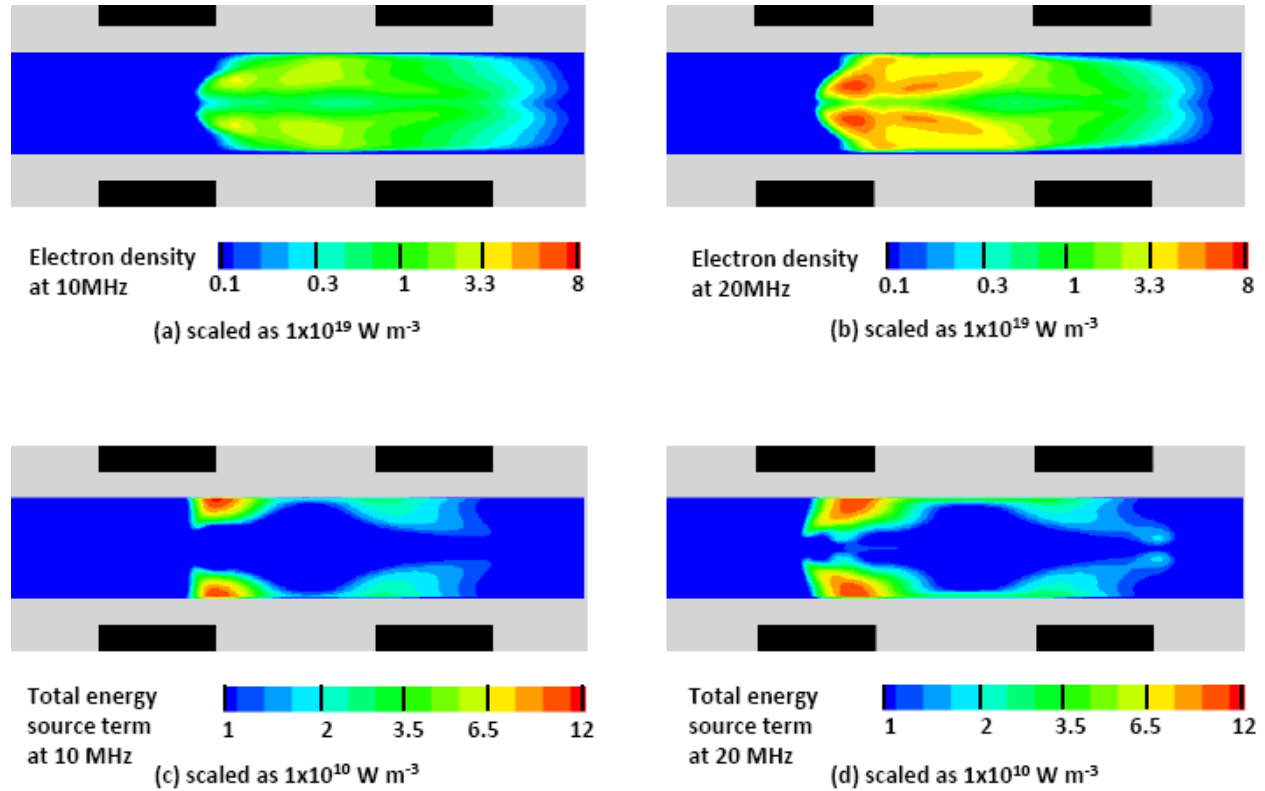 Electron density
at 10MHz
0.1 0.3 1 3.3 8
(a) scaled as 1x10¹⁹ W m⁻³
Electron density
at 20MHz
0.1 0.3 1 3.3 8
(b) scaled as 1x10¹⁹ W m⁻³
Total energy
source term
at 10 MHz
1 2 3.5 6.5 12
(c) scaled as 1x10¹⁰ W m⁻³
Total energy
source term
at 20 MHz
1 2 3.5 6.5 12
(d) scaled as 1x10¹⁰ W m⁻³